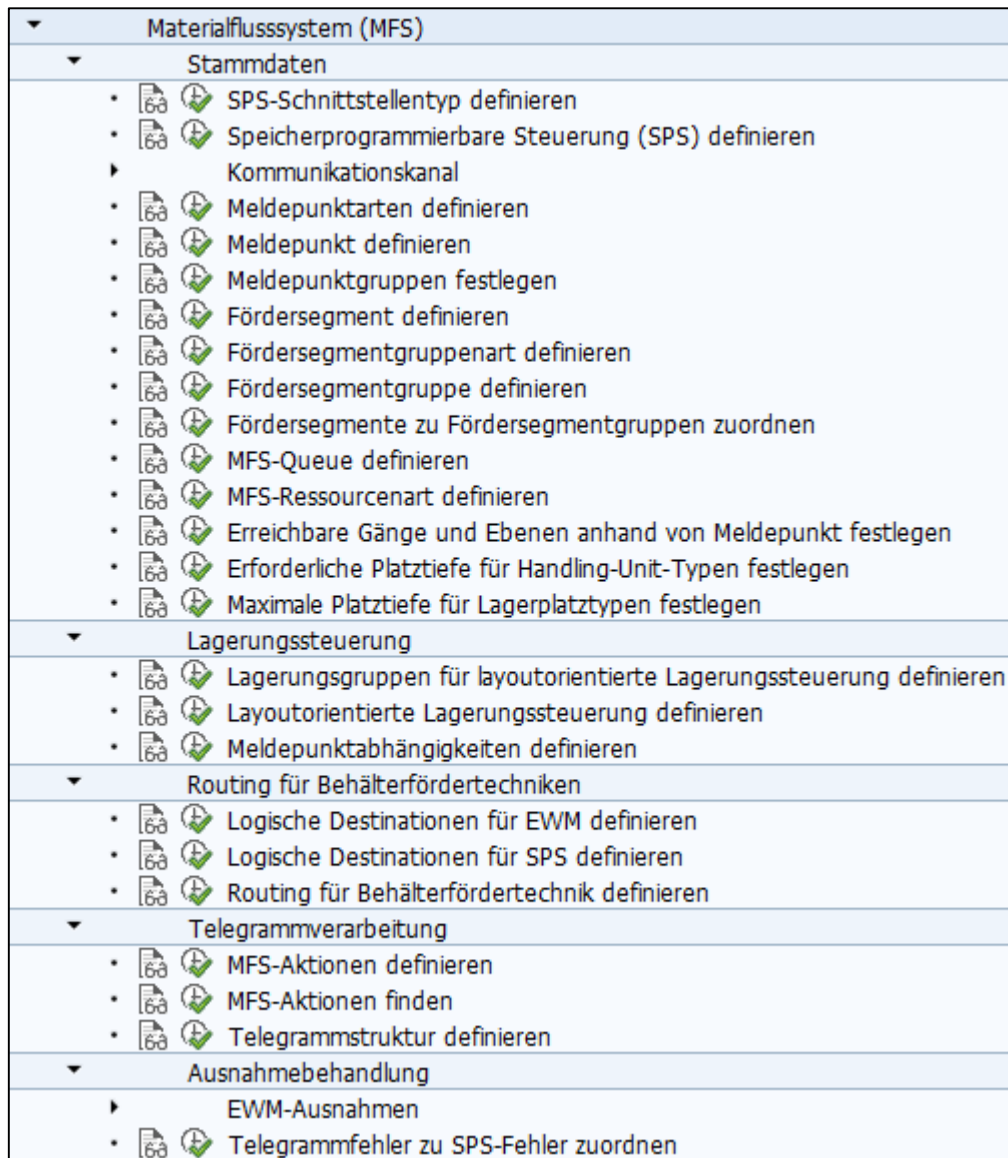 Materialflusssystem (MFS)
Stammdaten
SPS-Schnittstellentyp definieren
Speicherprogrammierbare Steuerung (SPS) definieren
Kommunikationskanal
Meldepunktarten definieren
Meldepunkt definieren
Meldepunktgruppen festlegen
Fördersegment definieren
Fördersegmentgruppenart definieren
Fördersegmentgruppe definieren
Fördersegmente zu Fördersegmentgruppen zuordnen
MFS-Queue definieren
MFS-Ressourcenart definieren
Erreichbare Gänge und Ebenen anhand von Meldepunkt festlegen
Erforderliche Platztiefe für Handling-Unit-Typen festlegen
Maximale Platztiefe für Lagerplatztypen festlegen
Lagerungssteuerung
Lagerungsgruppen für layoutorientierte Lagerungssteuerung definieren
Layoutorientierte Lagerungssteuerung definieren
Meldepunktabhängigkeiten definieren
Routing für Behälterfördertechniken
Logische Destinationen für EWM definieren
Logische Destinationen für SPS definieren
Routing für Behälterfördertechnik definieren
Telegrammverarbeitung
MFS-Aktionen definieren
MFS-Aktionen finden
Telegrammstruktur definieren
Ausnahmebehandlung
EWM-Ausnahmen
Telegrammfehler zu SPS-Fehler zuordnen